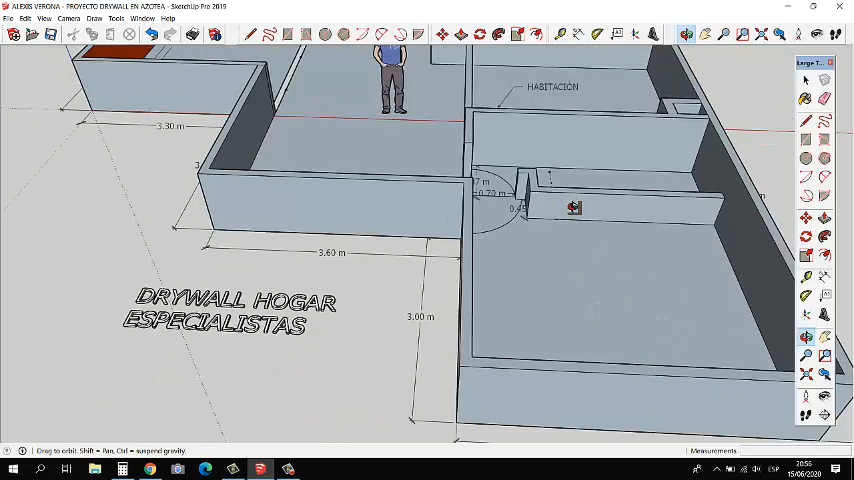 ALEXIS VERONA - PROYECTO DRYWALL EN AZOTEA - SketchUp Pro 2019
File Edit View Camera Draw Tools Window Help
Large T...
HABITACIÓN
3.30 m
0.70 m
3.60 m
3.00 m
DRYWALL HOGAR
ESPECIALISTAS
Drag to orbit. Shift = Pan, Ctrl = suspend gravity.
Measurements
ESP
20:56
15/06/2020